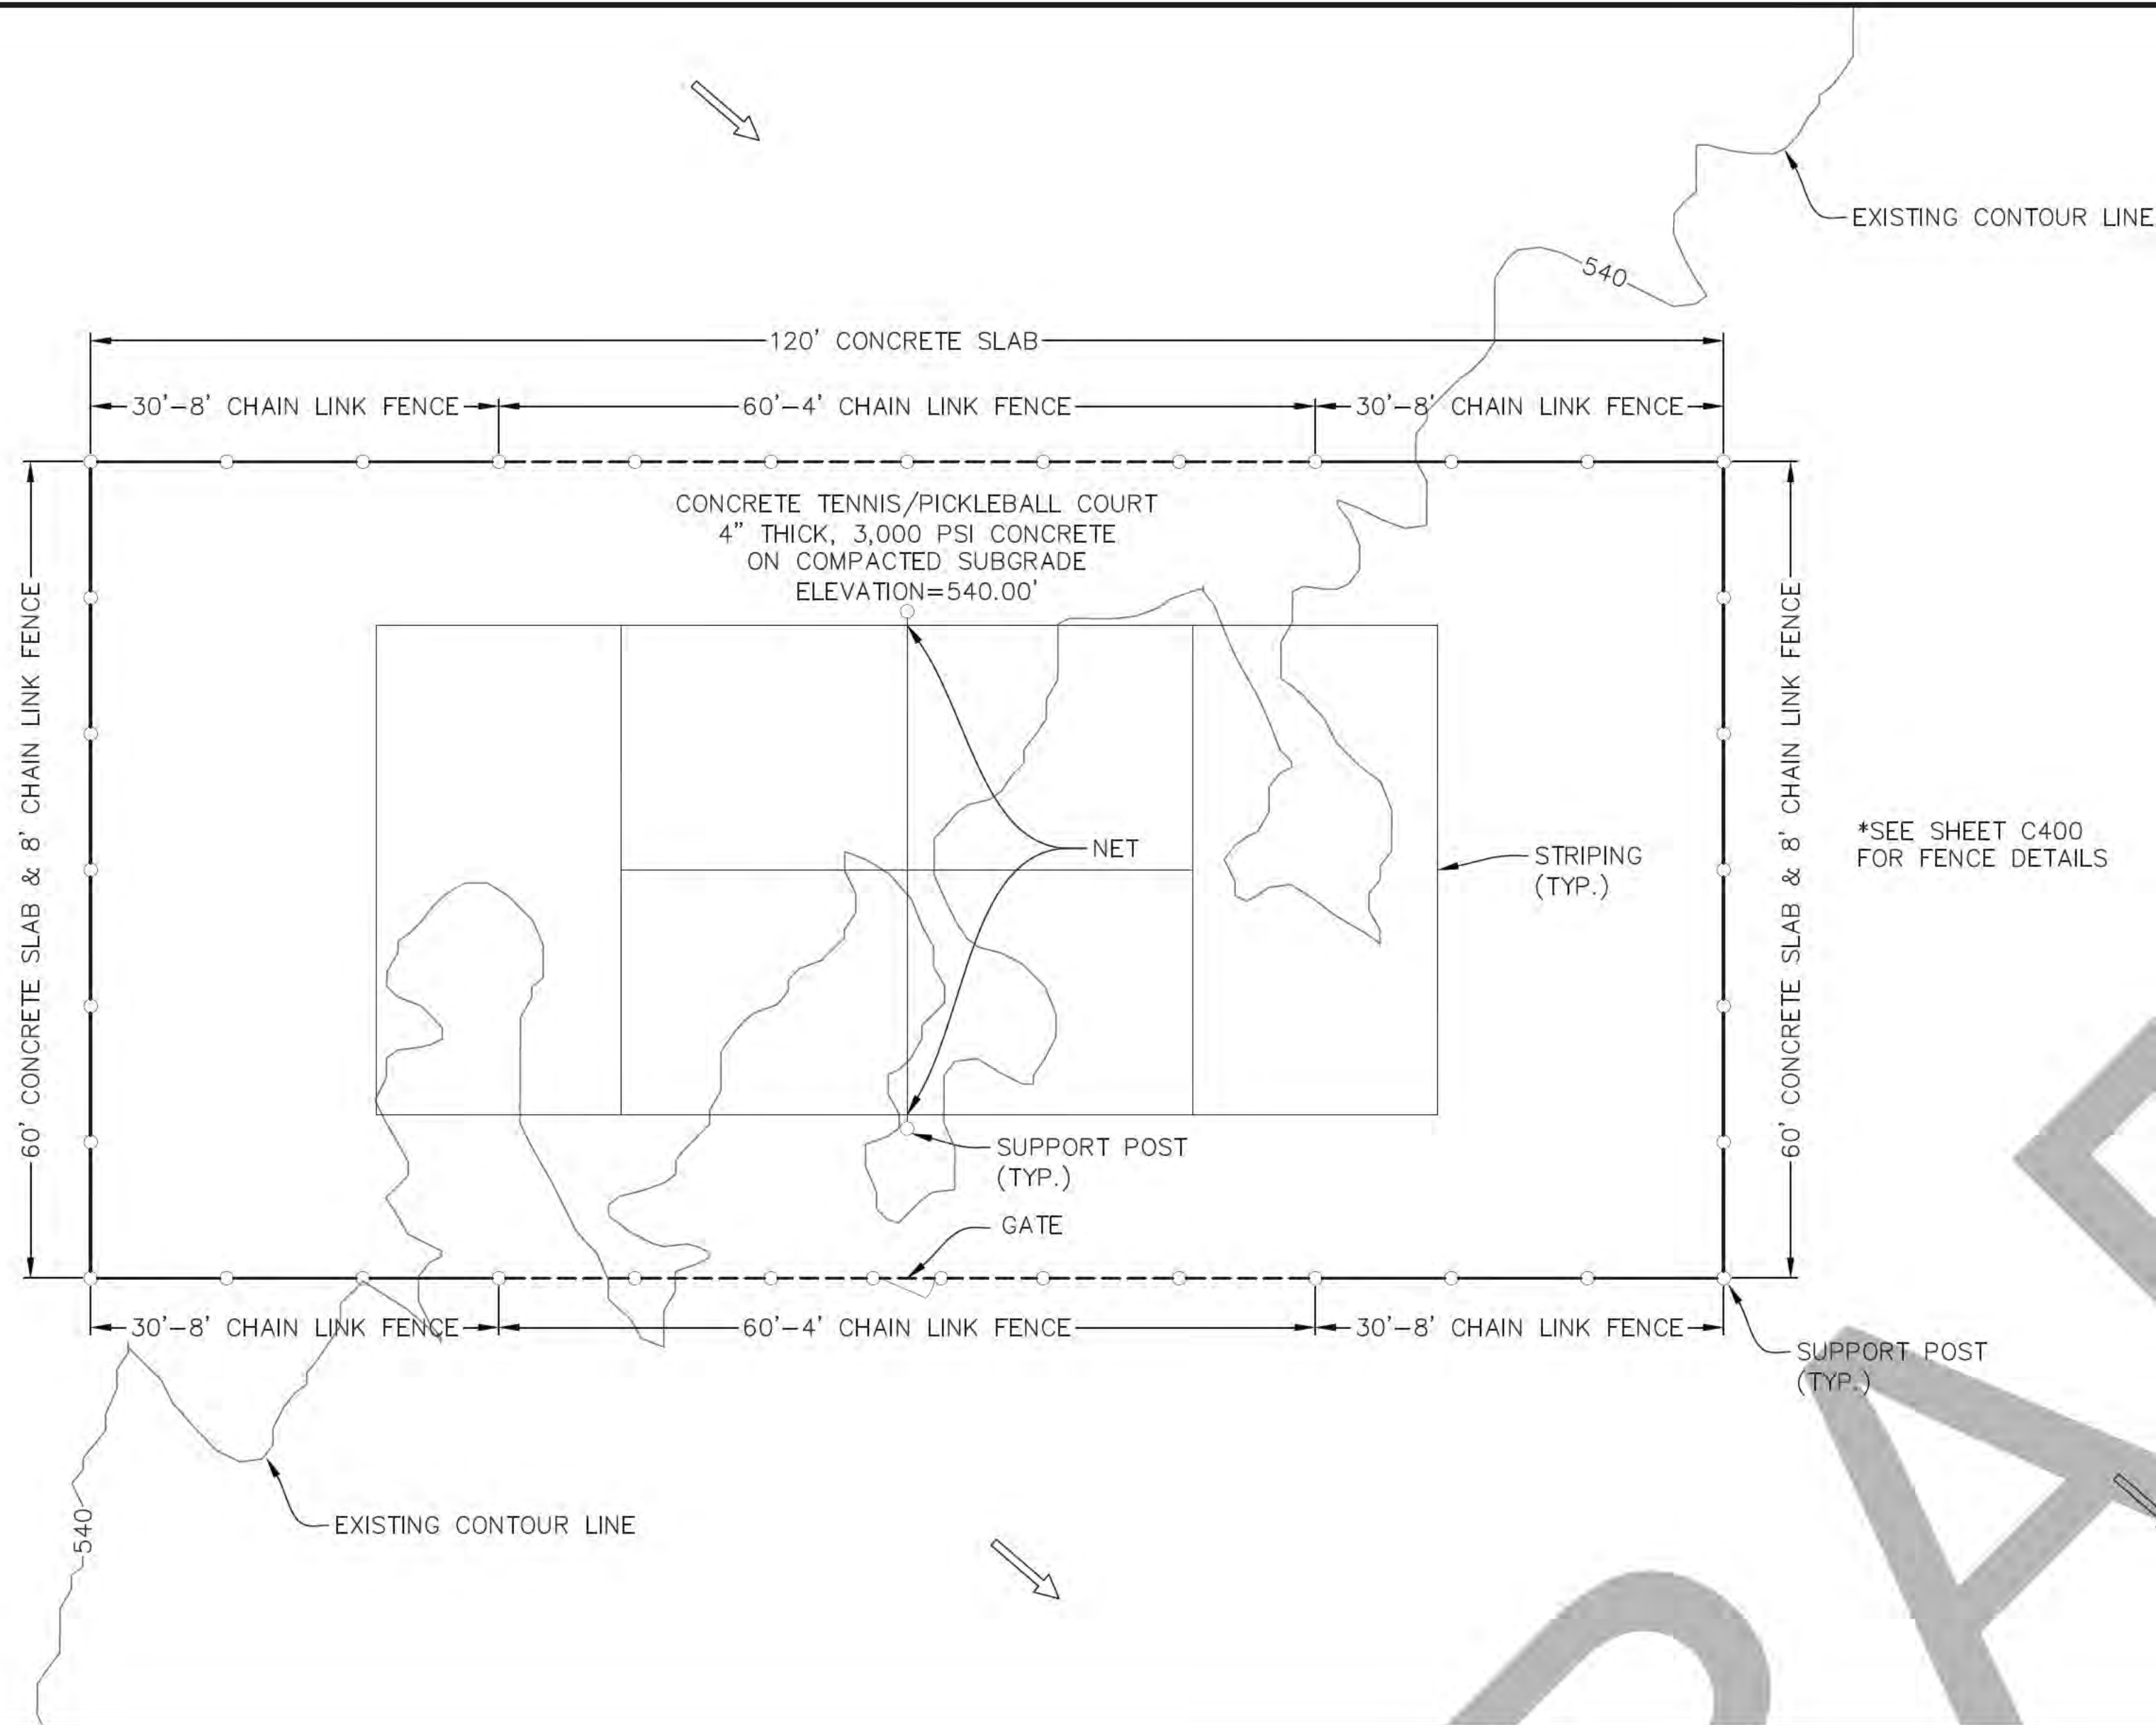 EXISTING CONTOUR LINE
540
120' CONCRETE SLAB
30'-8' CHAIN LINK FENCE
60'-4' CHAIN LINK FENCE
30'-8' CHAIN LINK FENCE
CONCRETE TENNIS/PICKLEBALL COURT
4" THICK, 3,000 PSI CONCRETE
ON COMPACTED SUBGRADE
ELEVATION=540.00'
60' CONCRETE SLAB & 8' CHAIN LINK FENCE
60' CONCRETE SLAB & 8' CHAIN LINK FENCE
NET
STRIPING
(TYP.)
*SEE SHEET C400
FOR FENCE DETAILS
SUPPORT POST
(TYP.)
GATE
30'-8' CHAIN LINK FENCE
60'-4' CHAIN LINK FENCE
30'-8' CHAIN LINK FENCE
SUPPORT POST
(TYP.)
EXISTING CONTOUR LINE
540